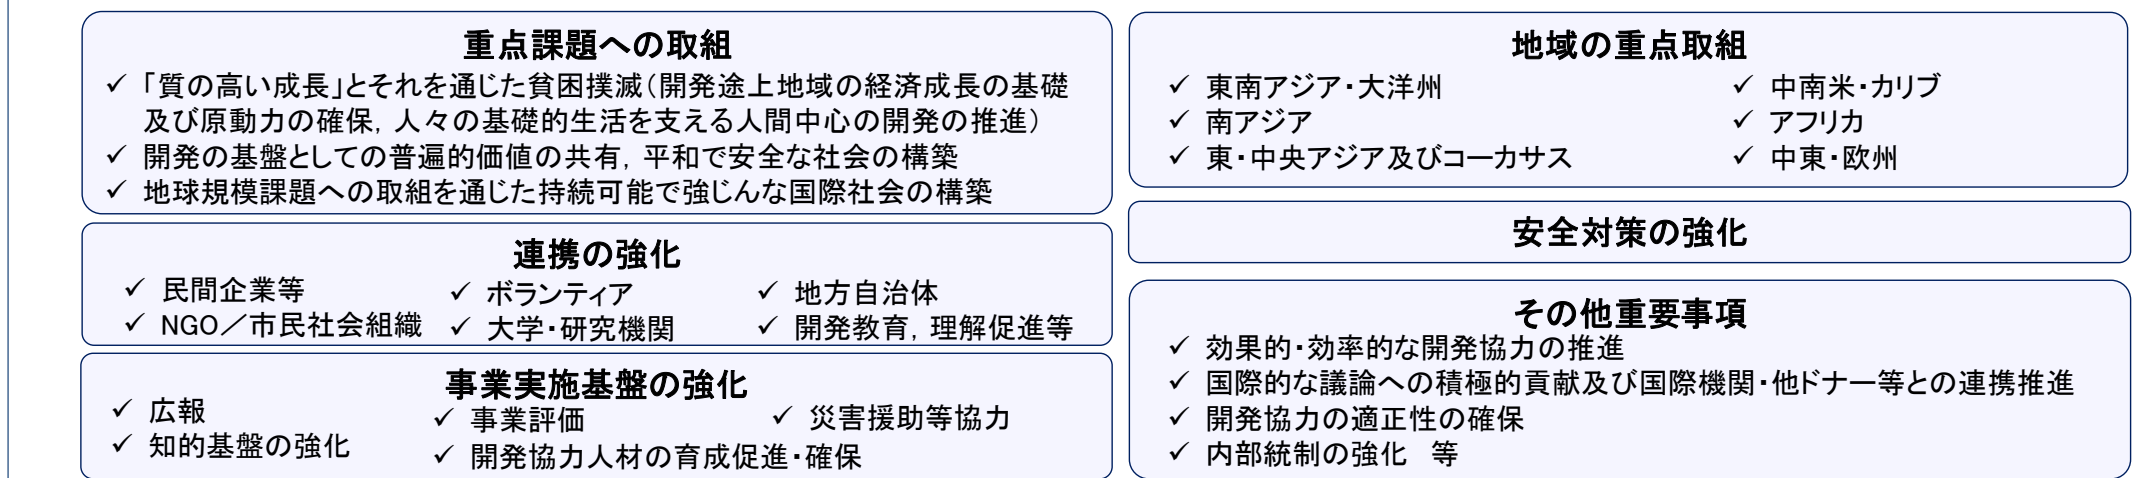 重点課題への取組
✓ 「質の高い成長」とそれを通じた貧困撲滅（開発途上地域の経済成長の基礎
及び原動力の確保，人々の基礎的生活を支える人間中心の開発の推進）
✓ 開発の基盤としての普遍的価値の共有，平和で安全な社会の構築
✓ 地球規模課題への取組を通じた持続可能で強じんな国際社会の構築
連携の強化
✓ 民間企業等 ✓ ボランティア ✓ 地方自治体
✓ NGO／市民社会組織 ✓ 大学・研究機関 ✓ 開発教育，理解促進等
事業実施基盤の強化
✓ 広報 ✓ 事業評価 ✓ 災害援助等協力
✓ 知的基盤の強化 ✓ 開発協力人材の育成促進・確保
地域の重点取組
✓ 東南アジア・大洋州 ✓ 中南米・カリブ
✓ 南アジア ✓ アフリカ
✓ 東・中央アジア及びコーカサス ✓ 中東・欧州
安全対策の強化
その他重要事項
✓ 効果的・効率的な開発協力の推進
✓ 国際的な議論への積極的貢献及び国際機関・他ドナー等との連携推進
✓ 開発協力の適正性の確保
✓ 内部統制の強化　等